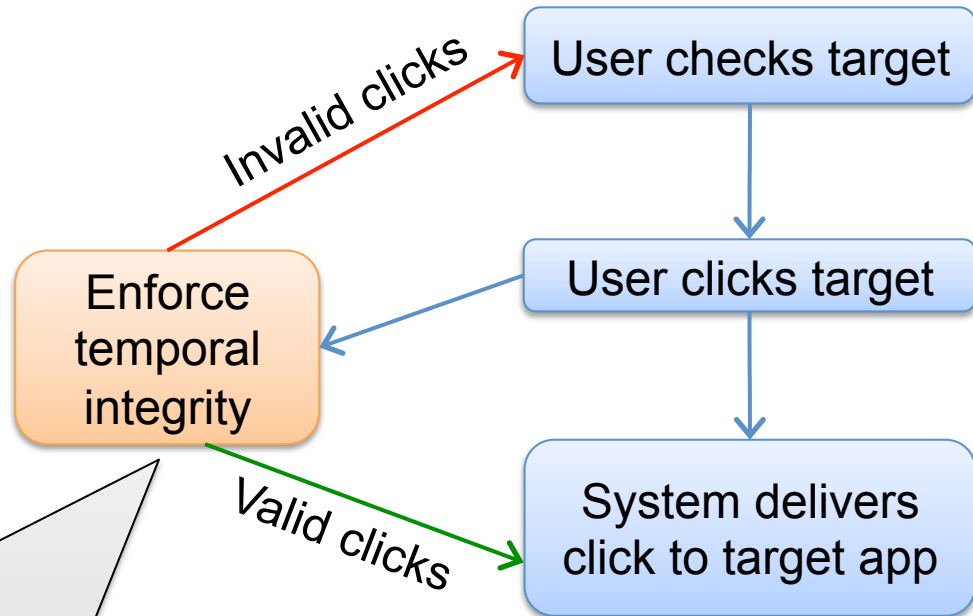 User checks target
Invalid clicks
User clicks target
Enforce
temporal
integrity
Valid clicks
System delivers
click to target app